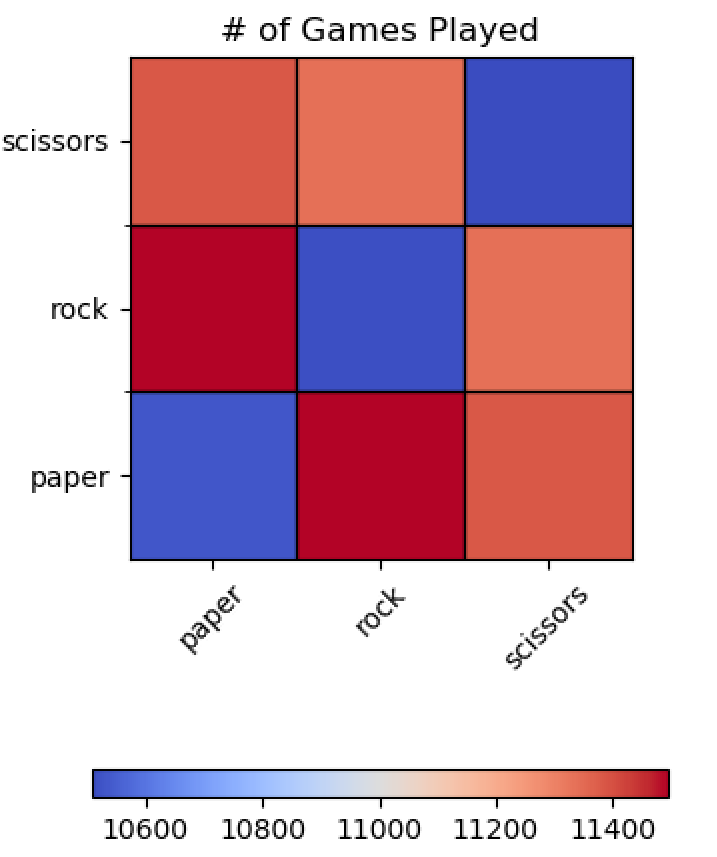 # of Games Played
scissors
rock
paper
paper
rock
scissors
10600 10800 11000 11200 11400